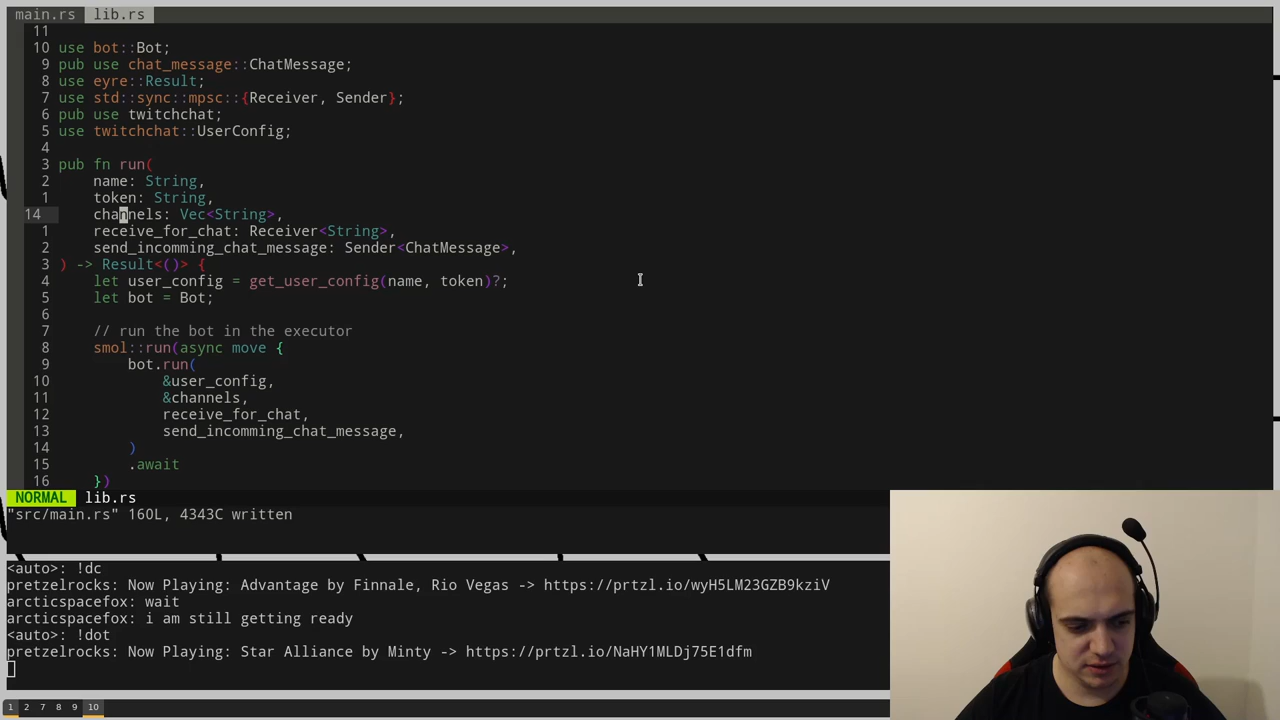 main.rs lib.rs
11
10 use bot::Bot;
9 pub use chat_message::ChatMessage;
8 use eyre::Result;
7 use std::sync::mpsc::{Receiver, Sender};
6 pub use twitchchat;
5 use twitchchat::UserConfig;
4
3 pub fn run(
2 name: String,
1 token: String,
14 channels: Vec<String>,
1 receive_for_chat: Receiver<String>,
2 send_incomming_chat_message: Sender<ChatMessage>,
3 ) -> Result<()> {
4 let user_config = get_user_config(name, token)?;
5 let bot = Bot;
6
7 // run the bot in the executor
8 smol::run(async move {
9 bot.run(
10 &user_config,
11 &channels,
12 receive_for_chat,
13 send_incomming_chat_message,
14 )
15 .await
16 })
NORMAL lib.rs
"src/main.rs" 160L, 4343C written
<auto>: !dc
pretzelrocks: Now Playing: Advantage by Finnale, Rio Vegas -> https://prtzl.io/wyH5LM23GZB9kziV
arcticspacefox: wait
arcticspacefox: i am still getting ready
<auto>: !dot
pretzelrocks: Now Playing: Star Alliance by Minty -> https://prtzl.io/NaHY1MLDj75E1dfm
1 2 7 8 9 10